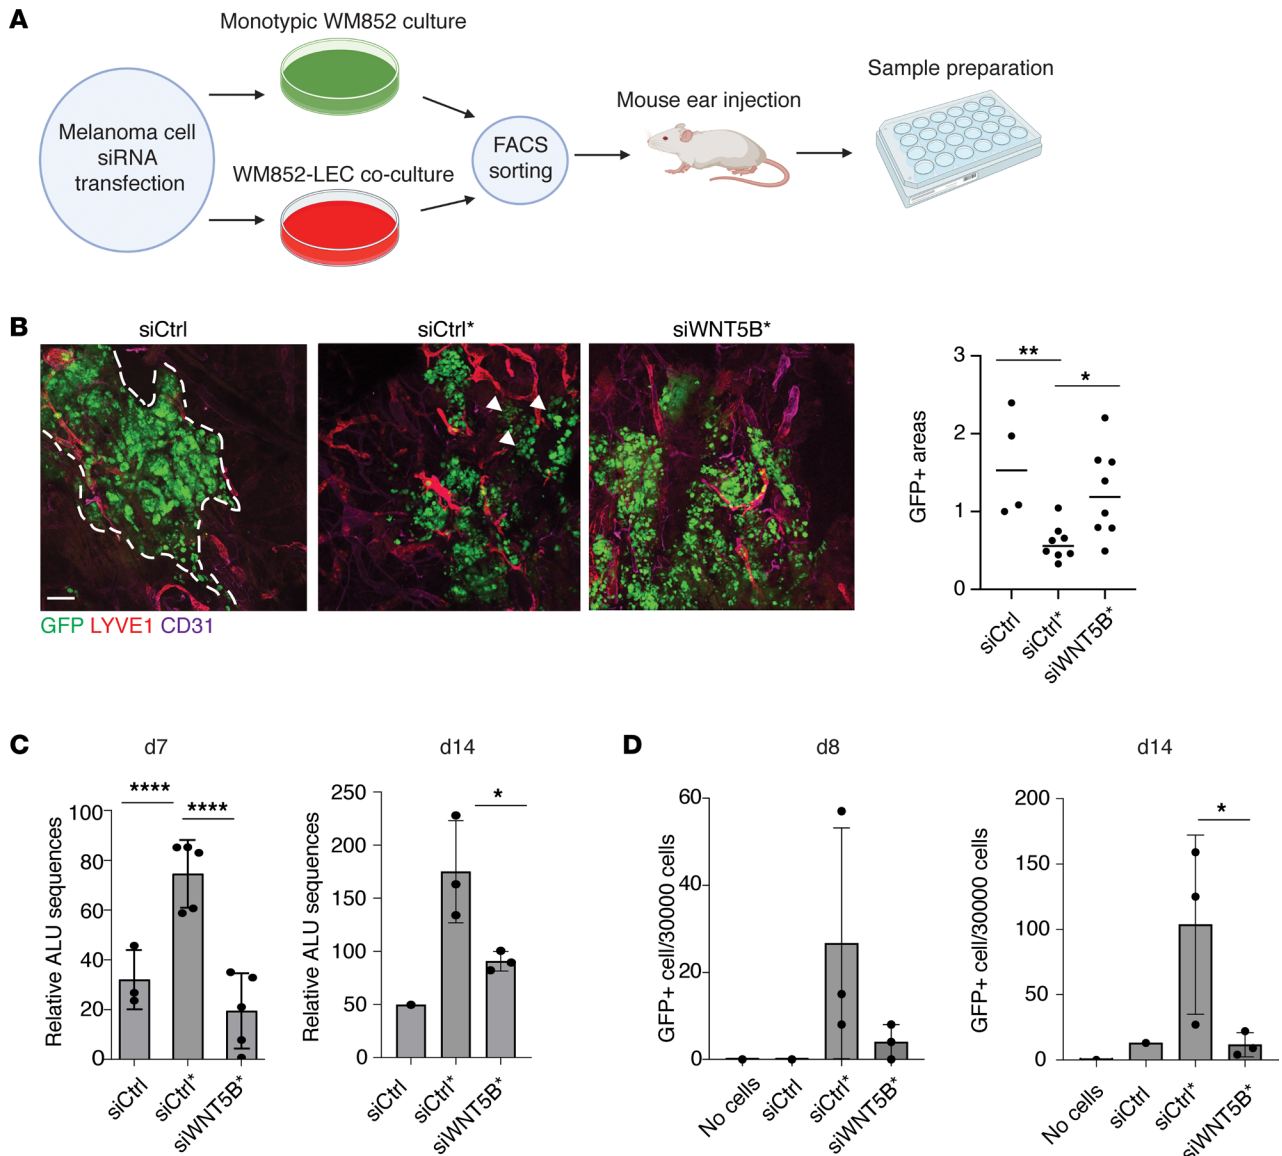 A
Monotypic WM852 culture
Melanoma cell
siRNA
transfection
WM852-LEC co-culture
FACS
sorting
Mouse ear injection
Sample preparation
B
siCtrl
siCtrl*
siWNT5B*
GFP LYVE1 CD31
GFP+ areas
3
2
1
0
**
*
siCtrl
siCtrl*
siWNT5B*
C
d7
Relative ALU sequences
100
80
60
40
20
0
****
****
siCtrl
siCtrl*
siWNT5B*
d14
Relative ALU sequences
250
200
150
100
50
0
*
siCtrl
siCtrl*
siWNT5B*
D
d8
GFP+ cell/30000 cells
60
40
20
0
No cells
siCtrl
siCtrl*
siWNT5B*
d14
GFP+ cell/30000 cells
200
150
100
50
0
*
No cells
siCtrl
siCtrl*
siWNT5B*